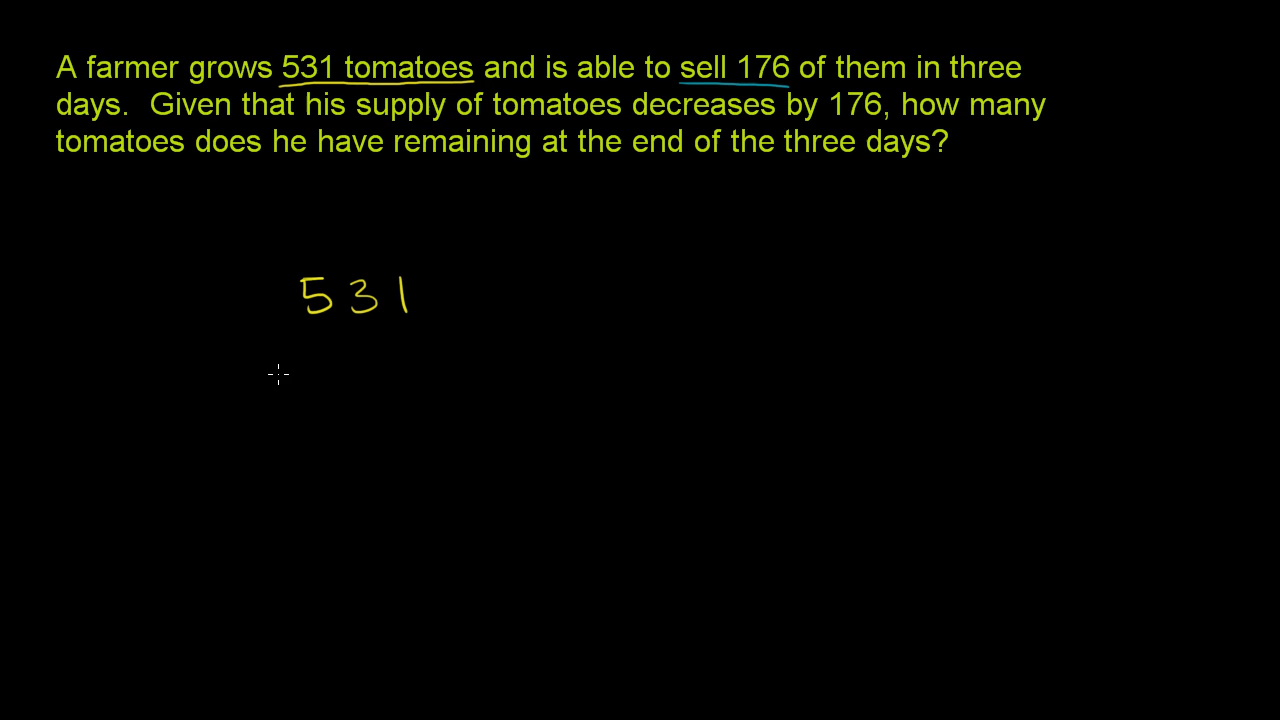 A farmer grows 531 tomatoes and is able to sell 176 of them in three
days.  Given that his supply of tomatoes decreases by 176, how many
tomatoes does he have remaining at the end of the three days?
531